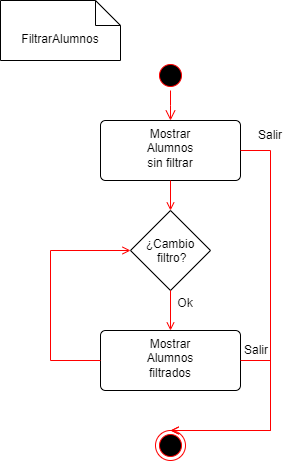 FiltrarAlumnos
Mostrar
Alumnos
sin filtrar
Salir
¿Cambio
filtro?
Ok
Mostrar
Alumnos
filtrados
Salir